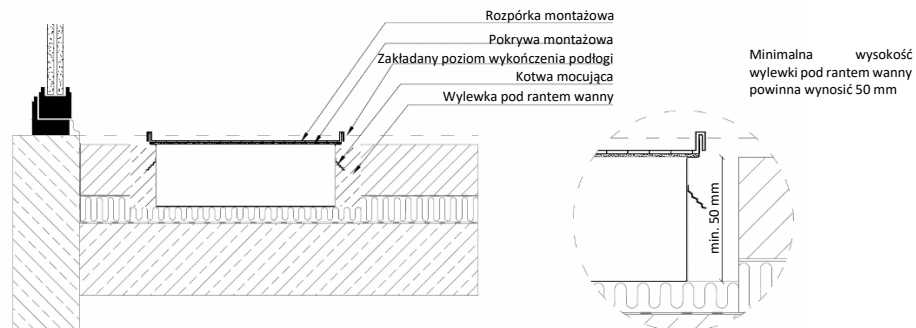 Rozpórka montażowa
Pokrywa montażowa
Zakładany poziom wykończenia podłogi
Kotwa mocująca
Wylewka pod rantem wanny
Minimalna wysokość
wylewki pod rantem wanny
powinna wynosić 50 mm
min. 50 mm